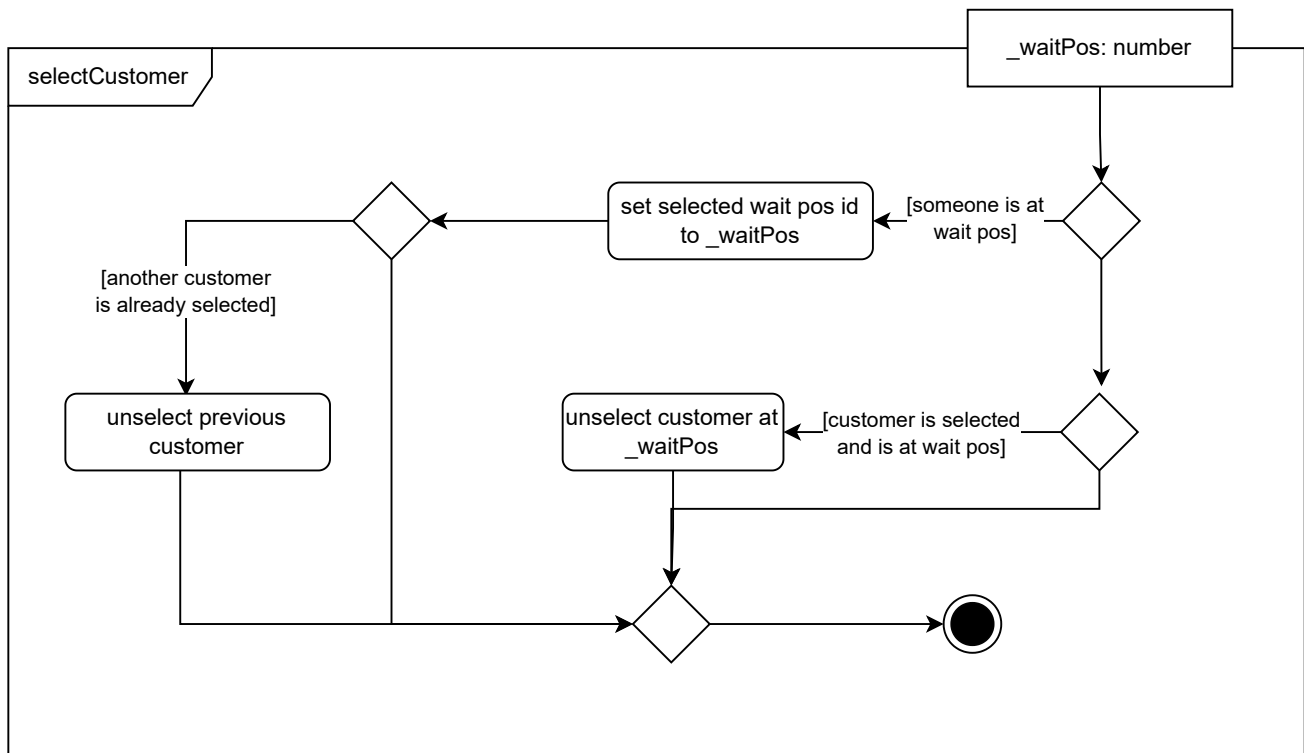 _waitPos: number
selectCustomer
set selected wait pos id
to _waitPos
[someone is at
wait pos]
[another customer
is already selected]
unselect previous
customer
unselect customer at
_waitPos
[customer is selected
and is at wait pos]